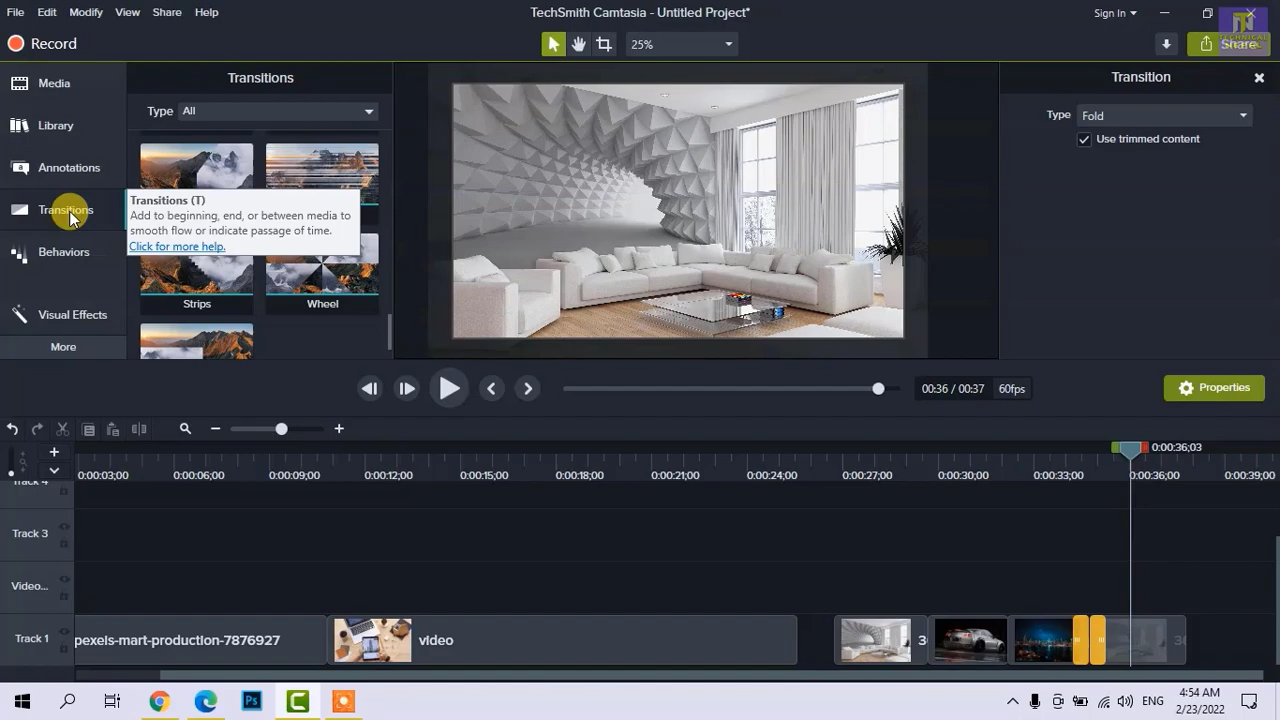 File Edit Modify View Share Help
TechSmith Camtasia - Untitled Project*
Sign In
Record
25%
Share
Media
Library
Annotations
Transitions
Behaviors
Visual Effects
More
Transitions
Type All
Transitions (T)
Add to beginning, end, or between media to
smooth flow or indicate passage of time.
Click for more help.
Strips Wheel
Transition
Type Fold
Use trimmed content
00:36 / 00:37 60fps
Properties
0:00:36;03
0:00:03;00 0:00:06;00 0:00:09;00 0:00:12;00 0:00:15;00 0:00:18;00 0:00:21;00 0:00:24;00 0:00:27;00 0:00:30;00 0:00:33;00 0:00:36;00 0:00:39;00
Track 4
Track 3
Video...
Track 1
pexels-mart-production-7876927
video
ENG
4:54 AM
2/23/2022